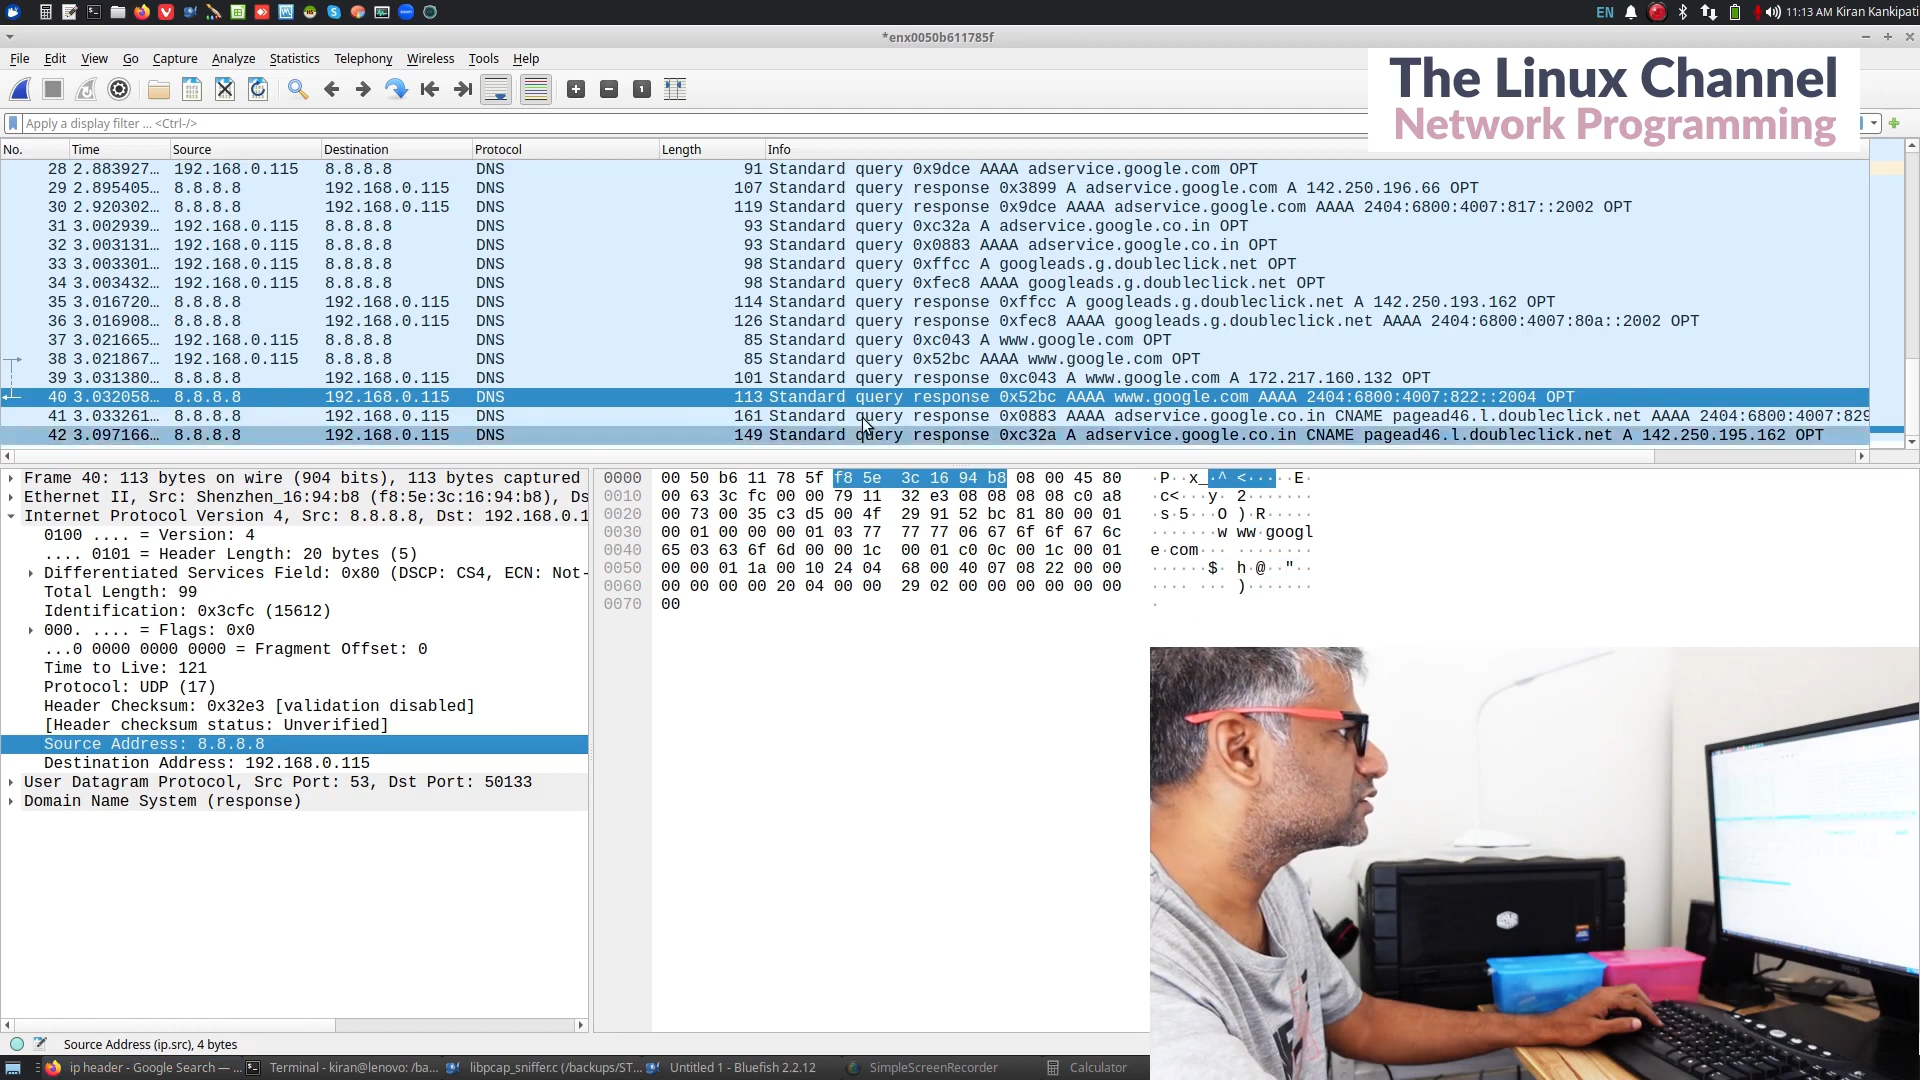 EN 11:13 AM Kiran Kankipati
*enx0050b611785f
File Edit View Go Capture Analyze Statistics Telephony Wireless Tools Help
The Linux Channel
Network Programming
Apply a display filter ... <Ctrl-/>
No. Time Source Destination Protocol Length Info
28 2.883927… 192.168.0.115 8.8.8.8 DNS 91 Standard query 0x9dce AAAA adservice.google.com OPT
29 2.895405… 8.8.8.8 192.168.0.115 DNS 107 Standard query response 0x3899 A adservice.google.com A 142.250.196.66 OPT
30 2.920302… 8.8.8.8 192.168.0.115 DNS 119 Standard query response 0x9dce AAAA adservice.google.com AAAA 2404:6800:4007:817::2002 OPT
31 3.002939… 192.168.0.115 8.8.8.8 DNS 93 Standard query 0xc32a A adservice.google.co.in OPT
32 3.003131… 192.168.0.115 8.8.8.8 DNS 93 Standard query 0x0883 AAAA adservice.google.co.in OPT
33 3.003301… 192.168.0.115 8.8.8.8 DNS 98 Standard query 0xffcc A googleads.g.doubleclick.net OPT
34 3.003432… 192.168.0.115 8.8.8.8 DNS 98 Standard query 0xfec8 AAAA googleads.g.doubleclick.net OPT
35 3.016720… 8.8.8.8 192.168.0.115 DNS 114 Standard query response 0xffcc A googleads.g.doubleclick.net A 142.250.193.162 OPT
36 3.016908… 8.8.8.8 192.168.0.115 DNS 126 Standard query response 0xfec8 AAAA googleads.g.doubleclick.net AAAA 2404:6800:4007:80a::2002 OPT
37 3.021665… 192.168.0.115 8.8.8.8 DNS 85 Standard query 0xc043 A www.google.com OPT
38 3.021867… 192.168.0.115 8.8.8.8 DNS 85 Standard query 0x52bc AAAA www.google.com OPT
39 3.031380… 8.8.8.8 192.168.0.115 DNS 101 Standard query response 0xc043 A www.google.com A 172.217.160.132 OPT
40 3.032058… 8.8.8.8 192.168.0.115 DNS 113 Standard query response 0x52bc AAAA www.google.com AAAA 2404:6800:4007:822::2004 OPT
41 3.033261… 8.8.8.8 192.168.0.115 DNS 161 Standard query response 0x0883 AAAA adservice.google.co.in CNAME pagead46.l.doubleclick.net AAAA 2404:6800:4007:829
42 3.097166… 8.8.8.8 192.168.0.115 DNS 149 Standard query response 0xc32a A adservice.google.co.in CNAME pagead46.l.doubleclick.net A 142.250.195.162 OPT
Frame 40: 113 bytes on wire (904 bits), 113 bytes captured
Ethernet II, Src: Shenzhen_16:94:b8 (f8:5e:3c:16:94:b8), Ds
Internet Protocol Version 4, Src: 8.8.8.8, Dst: 192.168.0.1
0100 .... = Version: 4
.... 0101 = Header Length: 20 bytes (5)
Differentiated Services Field: 0x80 (DSCP: CS4, ECN: Not-
Total Length: 99
Identification: 0x3cfc (15612)
000. .... = Flags: 0x0
...0 0000 0000 0000 = Fragment Offset: 0
Time to Live: 121
Protocol: UDP (17)
Header Checksum: 0x32e3 [validation disabled]
[Header checksum status: Unverified]
Source Address: 8.8.8.8
Destination Address: 192.168.0.115
User Datagram Protocol, Src Port: 53, Dst Port: 50133
Domain Name System (response)
0000 00 50 b6 11 78 5f f8 5e 3c 16 94 b8 08 00 45 80 ·P··x_·^ <·····E·
0010 00 63 3c fc 00 00 79 11 32 e3 08 08 08 08 c0 a8 ·c<···y· 2·······
0020 00 73 00 35 c3 d5 00 4f 29 91 52 bc 81 80 00 01 ·s·5···O )·R·····
0030 00 01 00 00 00 01 03 77 77 77 06 67 6f 6f 67 6c ·······w ww·googl
0040 65 03 63 6f 6d 00 00 1c 00 01 c0 0c 00 1c 00 01 e·com··· ········
0050 00 00 01 1a 00 10 24 04 68 00 40 07 08 22 00 00 ······$· h·@··"··
0060 00 00 00 00 20 04 00 00 29 02 00 00 00 00 00 00 ···· ··· )·······
0070 00 ·
Source Address (ip.src), 4 bytes
ip header - Google Search — ... Terminal - kiran@lenovo: /ba... libpcap_sniffer.c (/backups/ST... Untitled 1 - Bluefish 2.2.12 SimpleScreenRecorder Calculator